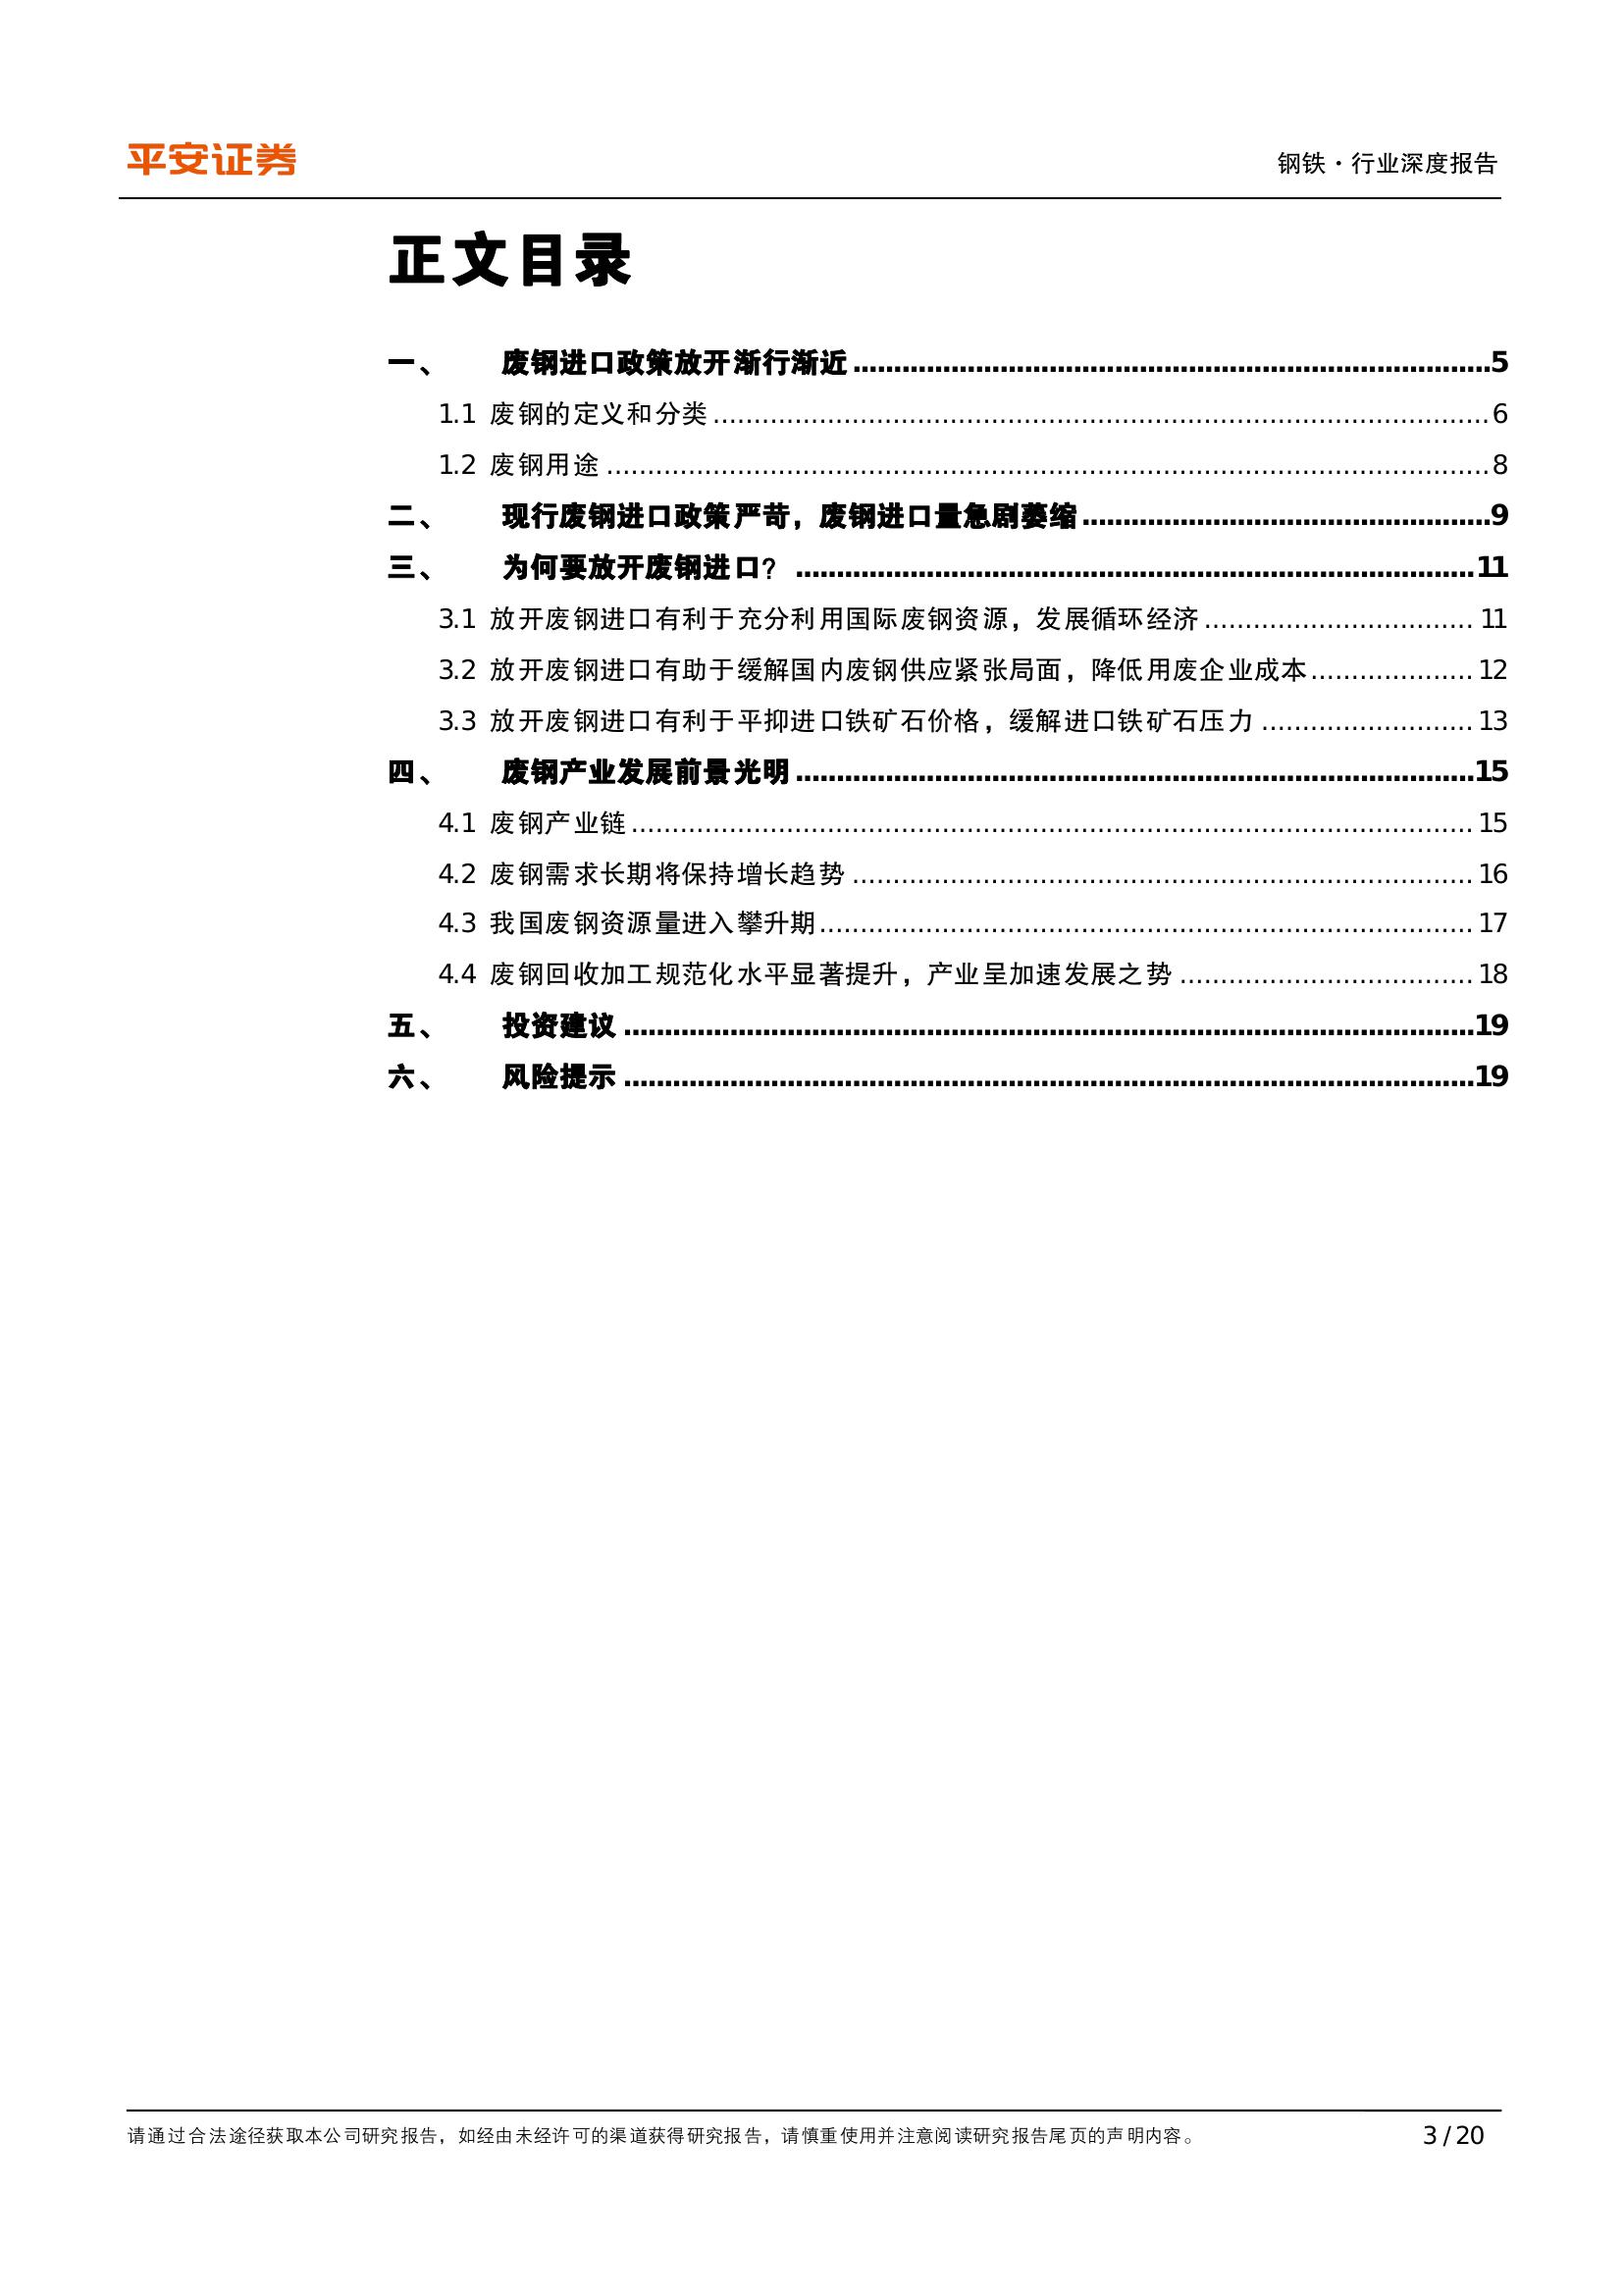 平安证券
钢铁·行业深度报告
正文目录
一、 废钢进口政策放开渐行渐近........................................................................5
1.1 废钢的定义和分类........................................................................6
1.2 废钢用途........................................................................8
二、 现行废钢进口政策严苛，废钢进口量急剧萎缩........................................................................9
三、 为何要放开废钢进口？........................................................................11
3.1 放开废钢进口有利于充分利用国际废钢资源，发展循环经济................................. 11
3.2 放开废钢进口有助于缓解国内废钢供应紧张局面，降低用废企业成本.................... 12
3.3 放开废钢进口有利于平抑进口铁矿石价格，缓解进口铁矿石压力.......................... 13
四、 废钢产业发展前景光明........................................................................15
4.1 废钢产业链........................................................................ 15
4.2 废钢需求长期将保持增长趋势........................................................................ 16
4.3 我国废钢资源量进入攀升期........................................................................ 17
4.4 废钢回收加工规范化水平显著提升，产业呈加速发展之势.................................... 18
五、 投资建议........................................................................19
六、 风险提示........................................................................19
请通过合法途径获取本公司研究报告，如经由未经许可的渠道获得研究报告，请慎重使用并注意阅读研究报告尾页的声明内容。
3 / 20